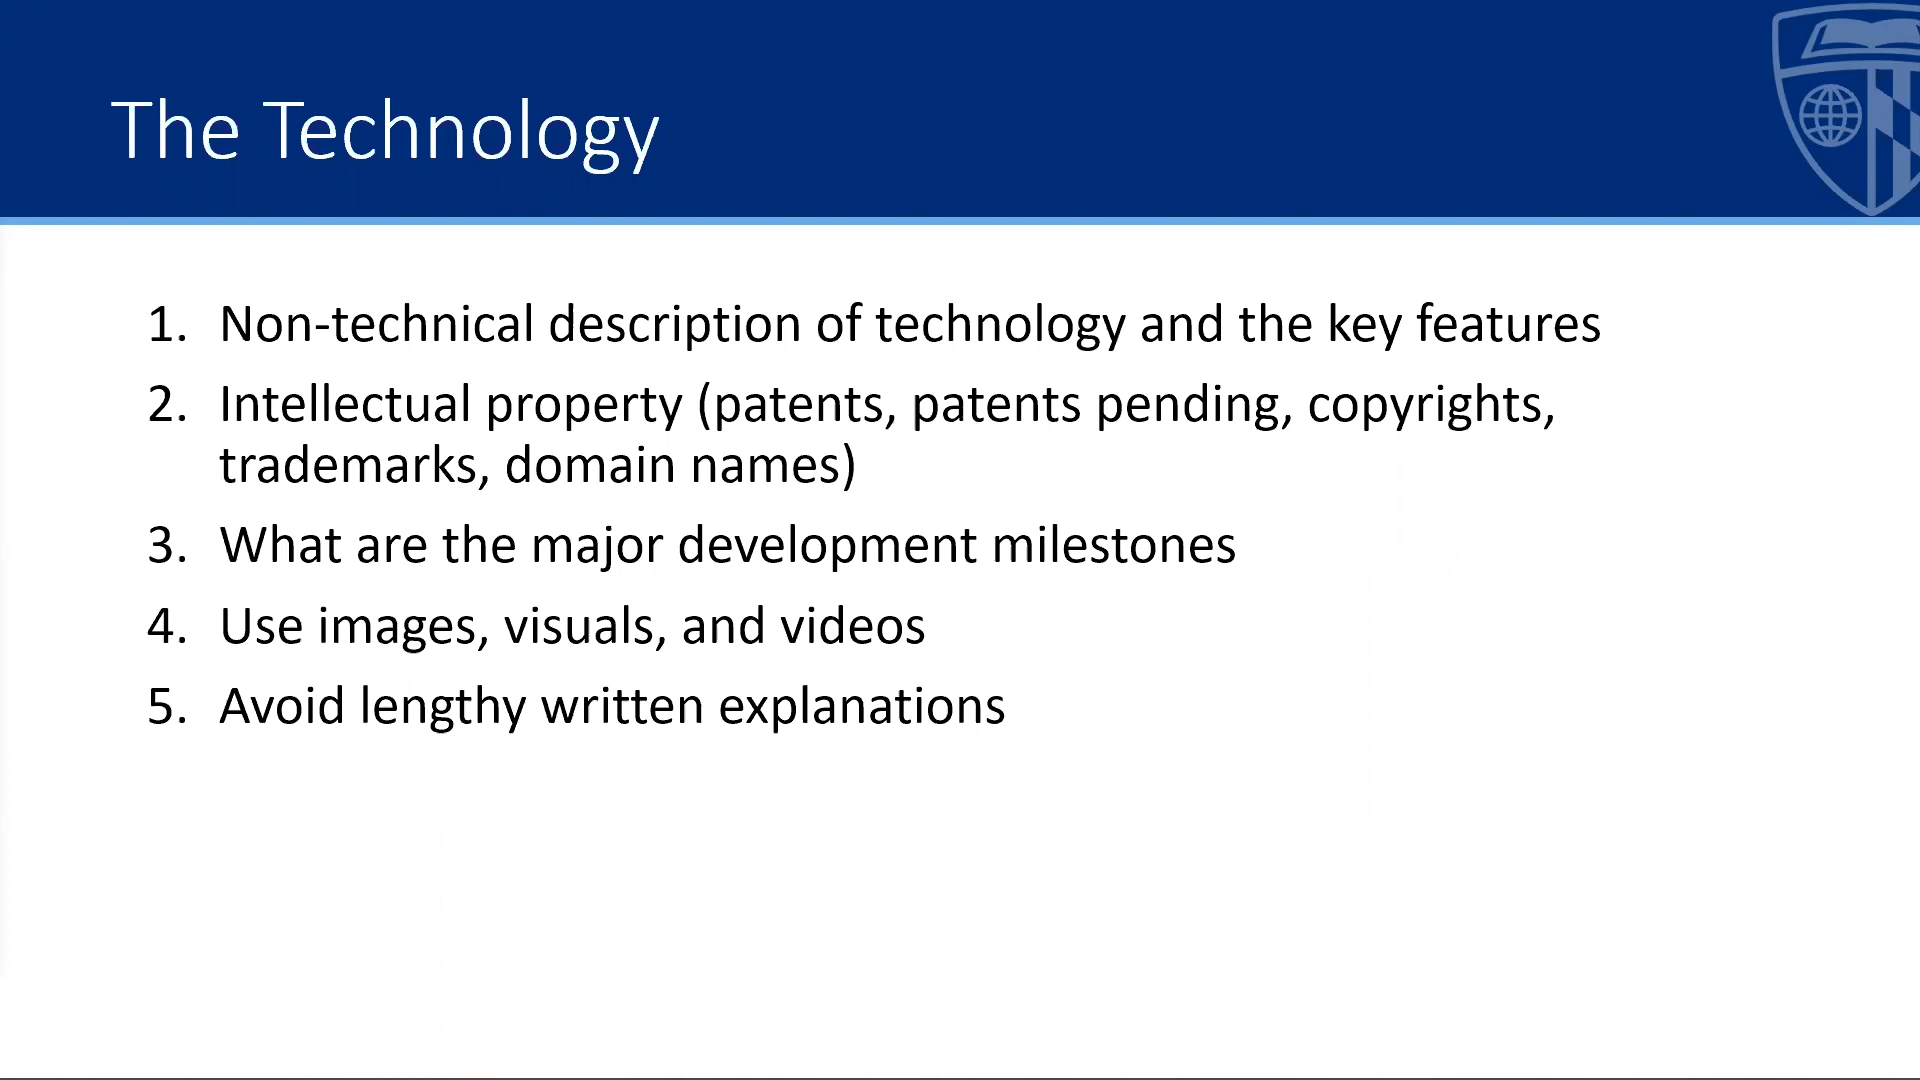 The Technology
1. Non-technical description of technology and the key features
2. Intellectual property (patents, patents pending, copyrights,
trademarks, domain names)
3. What are the major development milestones
4. Use images, visuals, and videos
5. Avoid lengthy written explanations